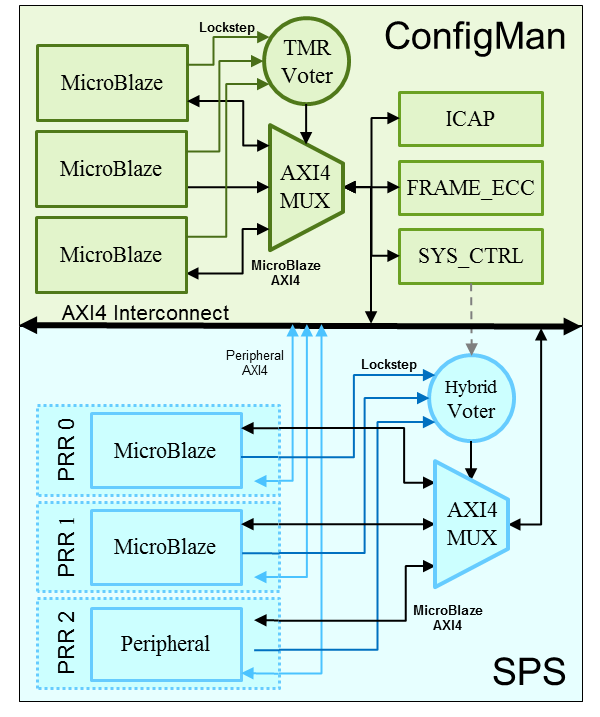 Lockstep
ConfigMan
MicroBlaze
TMR
Voter
ICAP
MicroBlaze
AXI4
MUX
FRAME_ECC
MicroBlaze
SYS_CTRL
MicroBlaze
AXI4
AXI4 Interconnect
Peripheral
AXI4
Lockstep
Hybrid
Voter
PRR 0
MicroBlaze
PRR 1
MicroBlaze
AXI4
MUX
PRR 2
Peripheral
MicroBlaze
AXI4
SPS